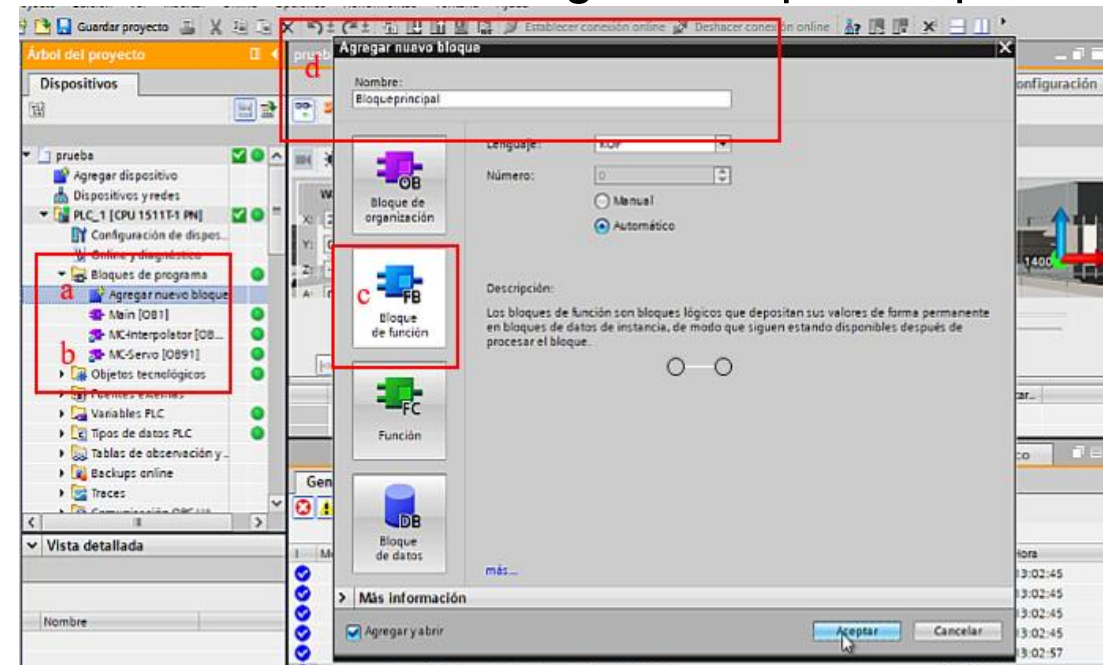 Guardar proyecto
Establecer conexión online
Deshacer conexión online
Árbol del proyecto
Dispositivos
onfiguración
prueba
Agregar dispositivo
Dispositivos y redes
PLC_1 [CPU 1511T-1 PN]
Configuración de dispos...
Online y diagnóstico
Bloques de programa
a
Agregar nuevo bloque
Main [OB1]
MC-Interpolator [OB...
b
MC-Servo [OB91]
Objetos tecnológicos
Fuentes externas
Variables PLC
Tipos de datos PLC
Tablas de observación y...
Backups online
Traces
Vista detallada
Nombre
d
Agregar nuevo bloque
Nombre:
Bloqueprincipal
OB
Bloque de
organización
c
FB
Bloque
de función
FC
Función
DB
Bloque
de datos
Lenguaje:
KOP
Número:
0
Manual
Automático
Descripción:
Los bloques de función son bloques lógicos que depositan sus valores de forma permanente
en bloques de datos de instancia, de modo que siguen estando disponibles después de
procesar el bloque.
más...
Más información
Agregar y abrir
Aceptar
Cancelar
X:
Y:
Z:
A:
Gen
1400
13:02:45
13:02:45
13:02:45
13:02:45
13:02:57